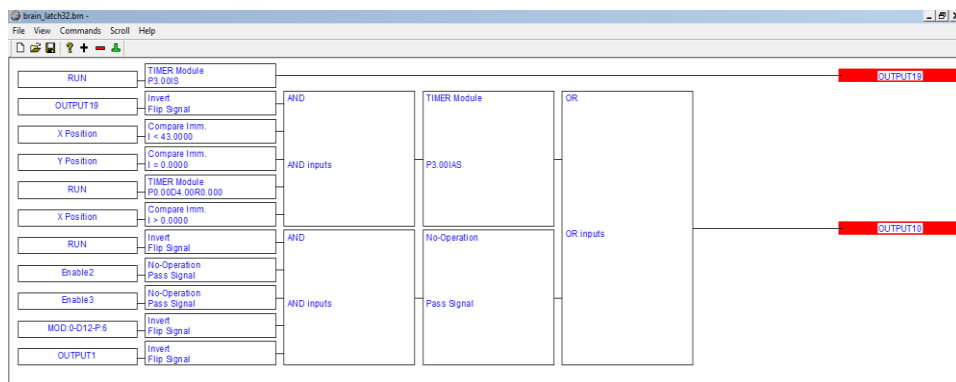 brain_latch32.brn -
File View Commands Scroll Help
RUN
TIMER Module
P3.00IS
OUTPUT19
OUTPUT19
Invert
Flip Signal
AND
TIMER Module
OR
X Position
Compare Imm.
I < 43.0000
Y Position
Compare Imm.
I = 0.0000
AND inputs
P3.00IAS
RUN
TIMER Module
P0.00D4.00R0.000
X Position
Compare Imm.
I > 0.0000
OR inputs
OUTPUT10
RUN
Invert
Flip Signal
AND
No-Operation
Enable2
No-Operation
Pass Signal
Enable3
No-Operation
Pass Signal
AND inputs
Pass Signal
MOD:0-D12-P:6
Invert
Flip Signal
OUTPUT1
Invert
Flip Signal